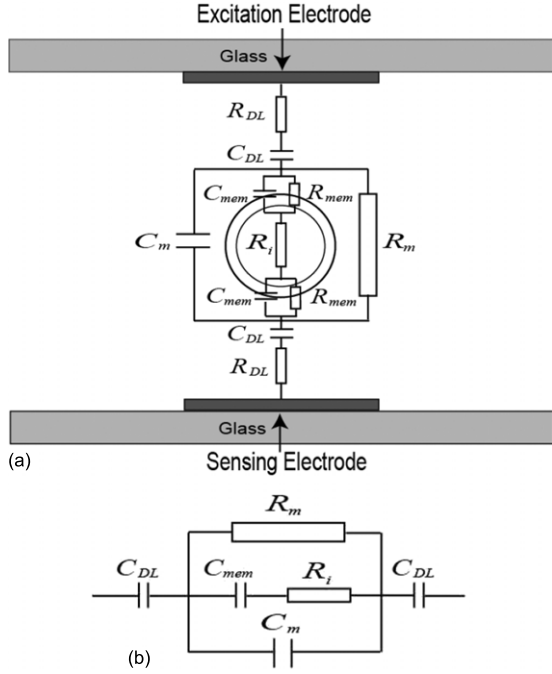 Excitation Electrode
Glass
R_DL
C_DL
C_mem R_mem
C_m R_i R_m
C_mem R_mem
C_DL
R_DL
Glass
(a)
Sensing Electrode
R_m
C_DL C_mem R_i C_DL
C_m
(b)